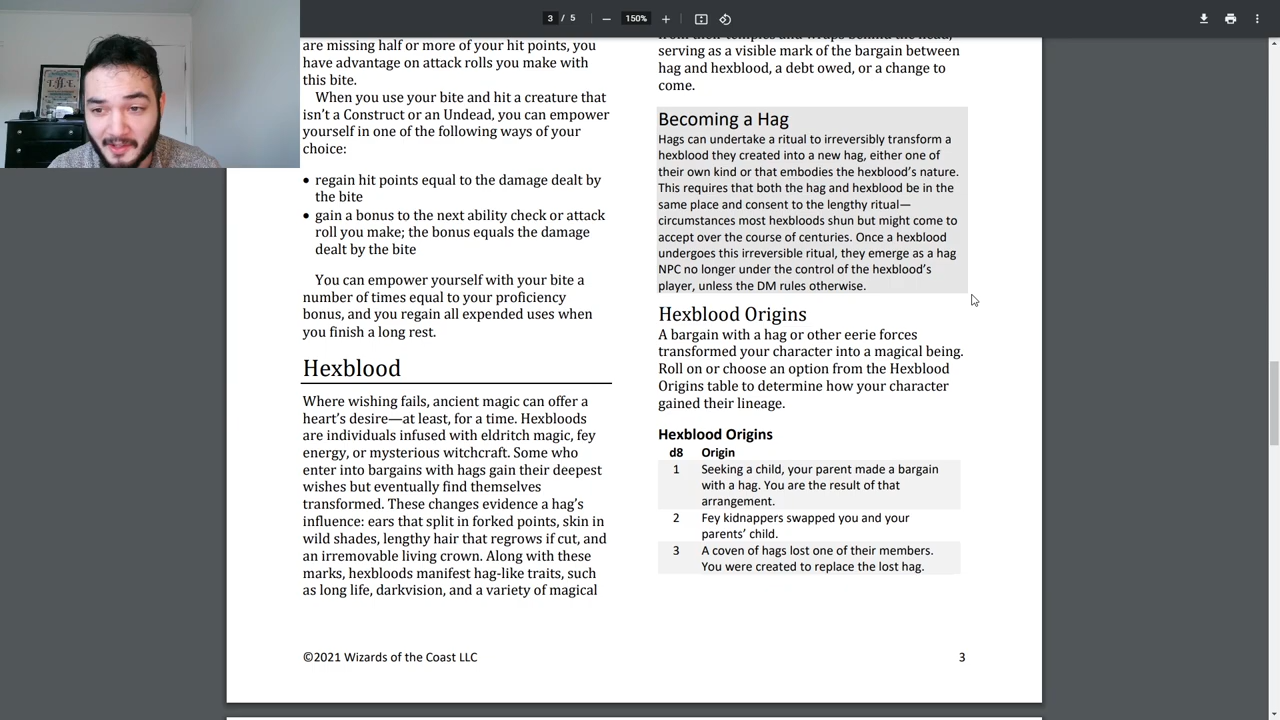 3 / 5
150%
are missing half or more of your hit points, you
have advantage on attack rolls you make with
this bite.
When you use your bite and hit a creature that
isn't a Construct or an Undead, you can empower
yourself in one of the following ways of your
choice:
• regain hit points equal to the damage dealt by
the bite
• gain a bonus to the next ability check or attack
roll you make; the bonus equals the damage
dealt by the bite
You can empower yourself with your bite a
number of times equal to your proficiency
bonus, and you regain all expended uses when
you finish a long rest.
Hexblood
Where wishing fails, ancient magic can offer a
heart's desire—at least, for a time. Hexbloods
are individuals infused with eldritch magic, fey
energy, or mysterious witchcraft. Some who
enter into bargains with hags gain their deepest
wishes but eventually find themselves
transformed. These changes evidence a hag's
influence: ears that split in forked points, skin in
wild shades, lengthy hair that regrows if cut, and
an irremovable living crown. Along with these
marks, hexbloods manifest hag-like traits, such
as long life, darkvision, and a variety of magical
from their temples and wraps behind the head,
serving as a visible mark of the bargain between
hag and hexblood, a debt owed, or a change to
come.
Becoming a Hag
Hags can undertake a ritual to irreversibly transform a
hexblood they created into a new hag, either one of
their own kind or that embodies the hexblood's nature.
This requires that both the hag and hexblood be in the
same place and consent to the lengthy ritual—
circumstances most hexbloods shun but might come to
accept over the course of centuries. Once a hexblood
undergoes this irreversible ritual, they emerge as a hag
NPC no longer under the control of the hexblood's
player, unless the DM rules otherwise.
Hexblood Origins
A bargain with a hag or other eerie forces
transformed your character into a magical being.
Roll on or choose an option from the Hexblood
Origins table to determine how your character
gained their lineage.
Hexblood Origins
d8 Origin
1 Seeking a child, your parent made a bargain
with a hag. You are the result of that
arrangement.
2 Fey kidnappers swapped you and your
parents' child.
3 A coven of hags lost one of their members.
You were created to replace the lost hag.
©2021 Wizards of the Coast LLC
3